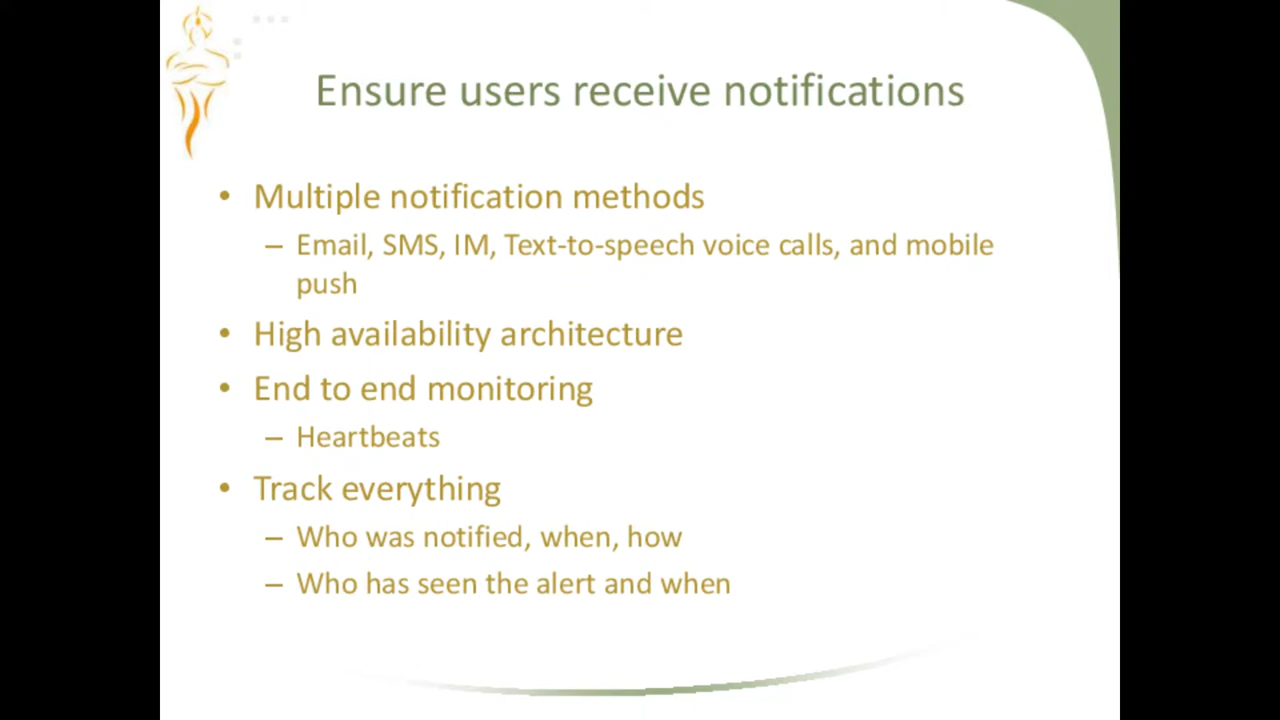 Ensure users receive notifications
• Multiple notification methods
– Email, SMS, IM, Text-to-speech voice calls, and mobile
push
• High availability architecture
• End to end monitoring
– Heartbeats
• Track everything
– Who was notified, when, how
– Who has seen the alert and when